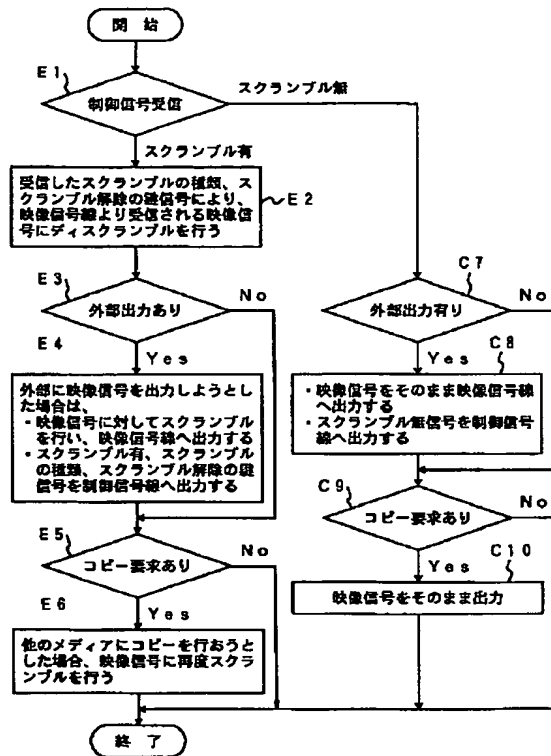 開 始
E1
制御信号受信
スクランブル無
スクランブル有
受信したスクランブルの種類、ス
クランブル解除の鍵信号により、
映像信号線より受信される映像信
号にディスクランブルを行う
E2
E3
外部出力あり
No
E4
Yes
外部に映像信号を出力しようとし
た場合は、
・映像信号に対してスクランブル
を行い、映像信号線へ出力する
・スクランブル有、スクランブル
の種類、スクランブル解除の鍵
信号を制御信号線へ出力する
E5
コピー要求あり
No
E6
Yes
他のメディアにコピーを行おうと
した場合、映像信号に再度スクラ
ンブルを行う
終 了
C7
外部出力有り
No
C8
Yes
・映像信号をそのまま映像信号線
へ出力する
・スクランブル無信号を制御信号
線へ出力する
C9
コピー要求あり
No
C10
Yes
映像信号をそのまま出力